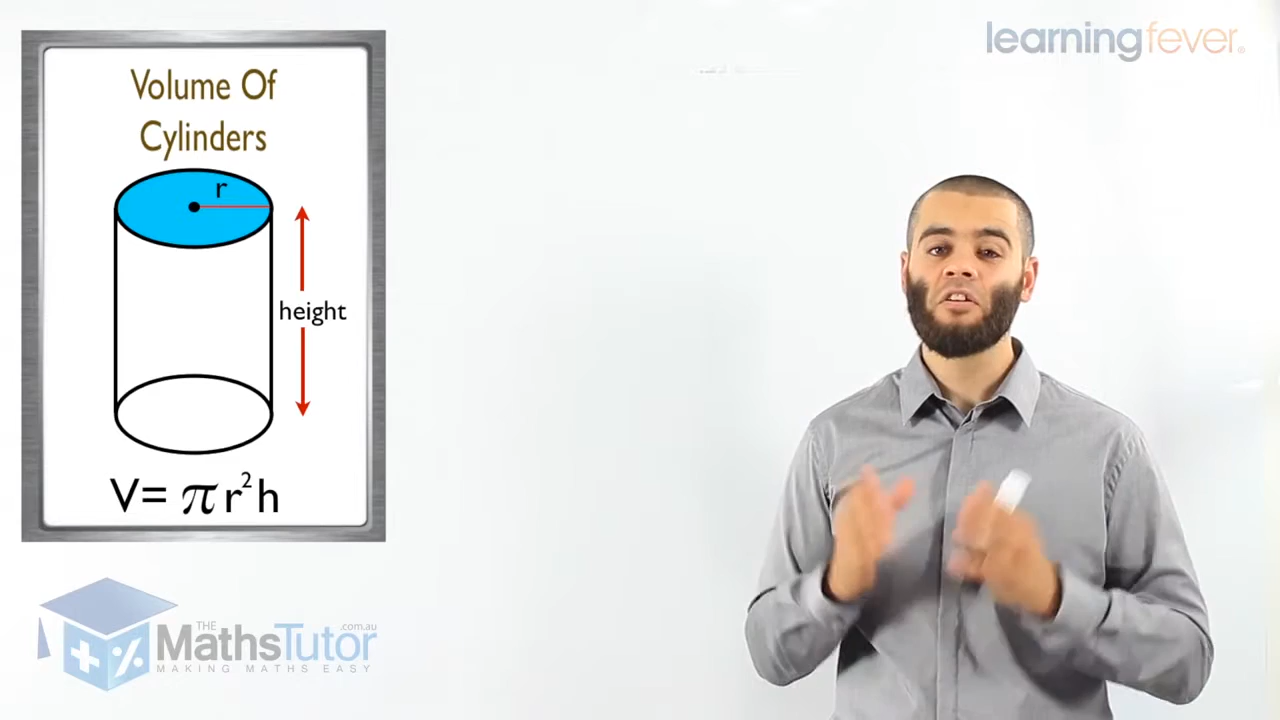 learningfever.
Volume Of
Cylinders
r
height
V= πr²h
THE
.com.au
MathsTutor
MAKING MATHS EASY